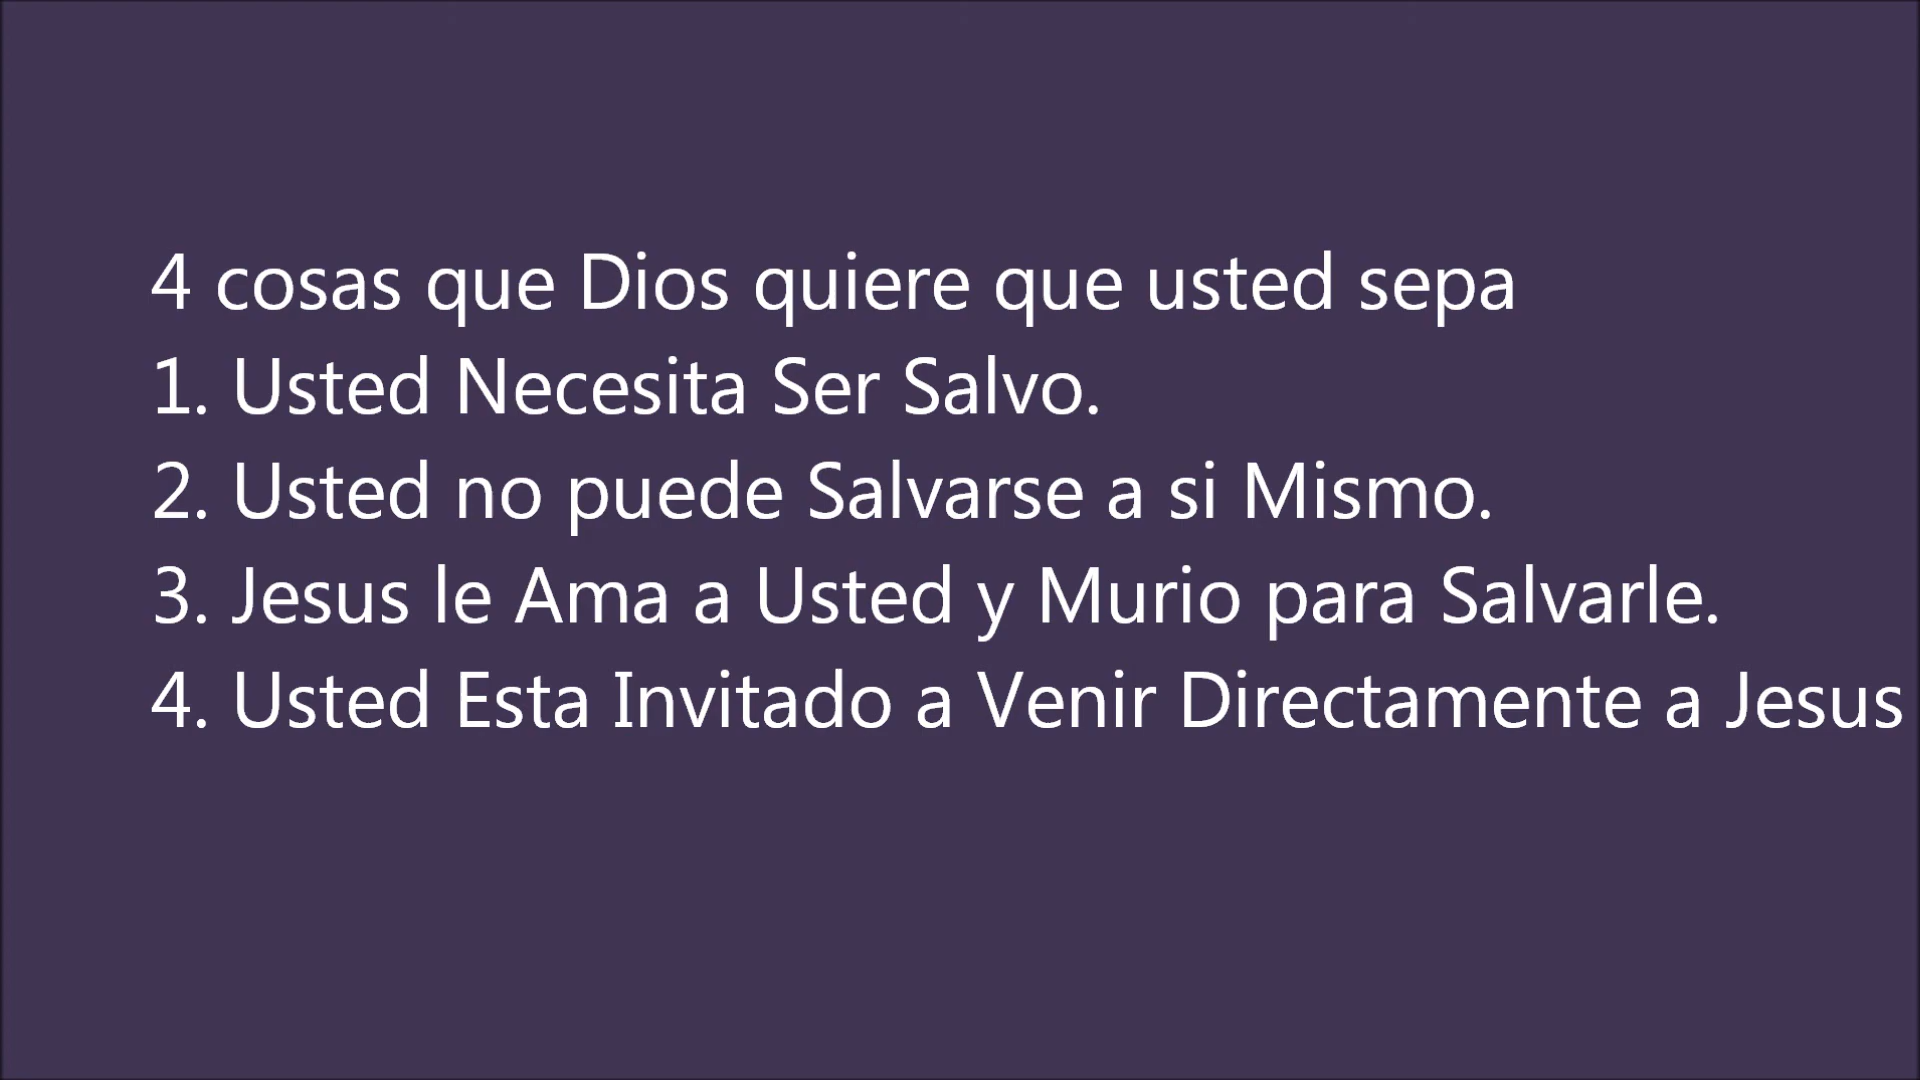 4 cosas que Dios quiere que usted sepa
1. Usted Necesita Ser Salvo.
2. Usted no puede Salvarse a si Mismo.
3. Jesus le Ama a Usted y Murio para Salvarle.
4. Usted Esta Invitado a Venir Directamente a Jesus